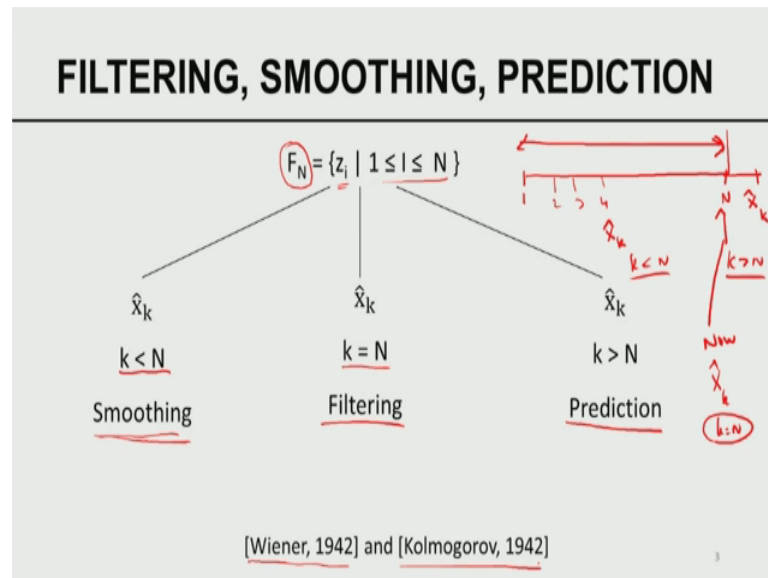 FILTERING, SMOOTHING, PREDICTION
F_N = {z_i | 1 ≤ I ≤ N }
1 2 3 4 N x̂_k
x̂_k
k < N
k > N
Now
x̂_k
k=N
x̂_k x̂_k x̂_k
k < N k = N k > N
Smoothing Filtering Prediction
[Wiener, 1942] and [Kolmogorov, 1942]
3